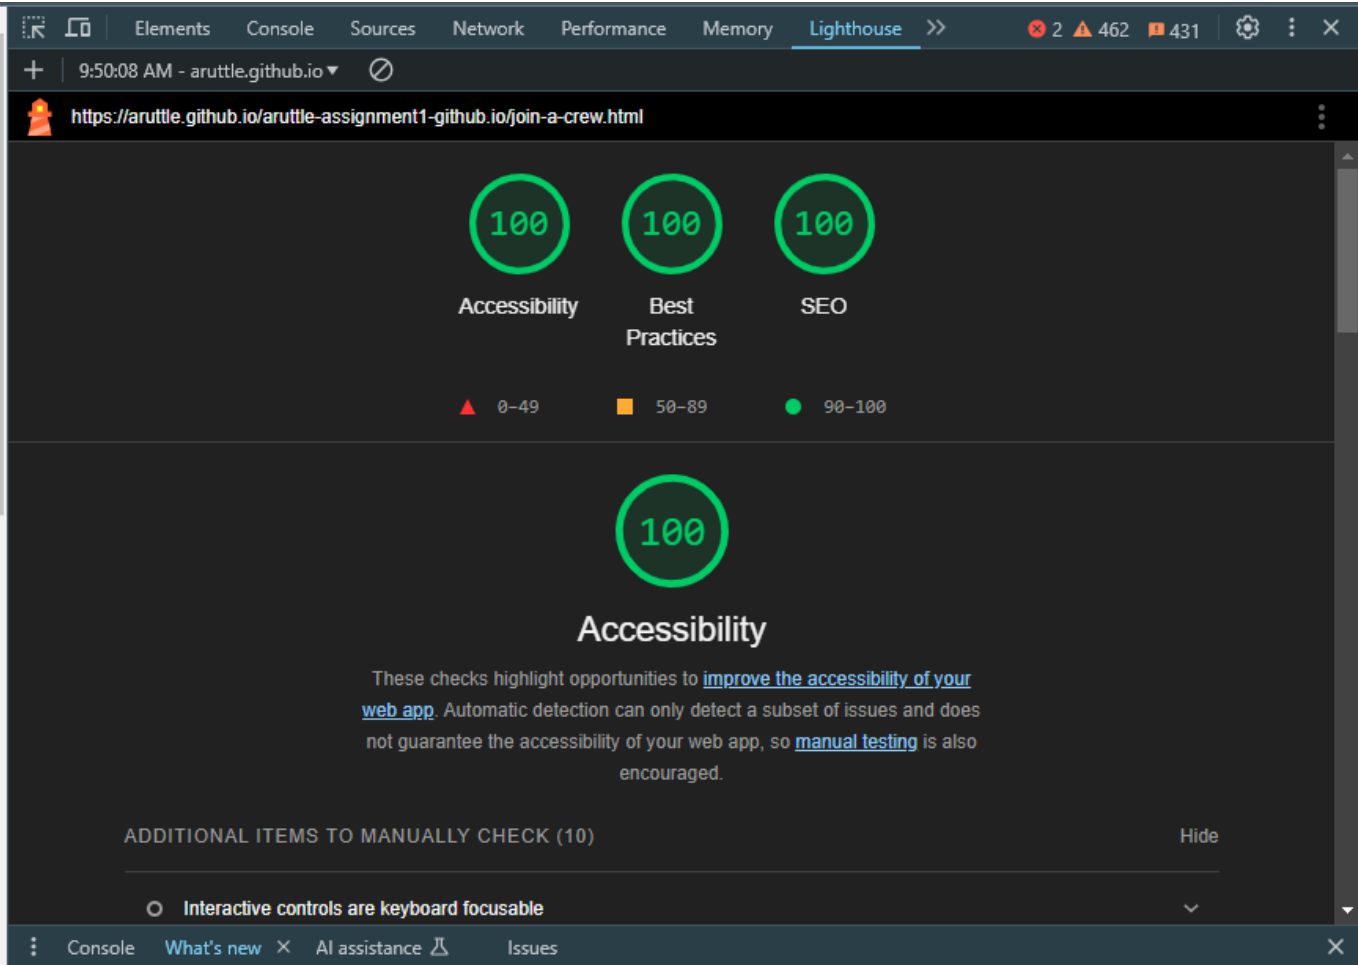 Elements Console Sources Network Performance Memory Lighthouse 2 462 431
9:50:08 AM - aruttle.github.io
https://aruttle.github.io/aruttle-assignment1-github.io/join-a-crew.html
100 100 100
Accessibility Best Practices SEO
0–49 50–89 90–100
100
Accessibility
These checks highlight opportunities to improve the accessibility of your
web app. Automatic detection can only detect a subset of issues and does
not guarantee the accessibility of your web app, so manual testing is also
encouraged.
ADDITIONAL ITEMS TO MANUALLY CHECK (10) Hide
Interactive controls are keyboard focusable
Console What's new AI assistance Issues